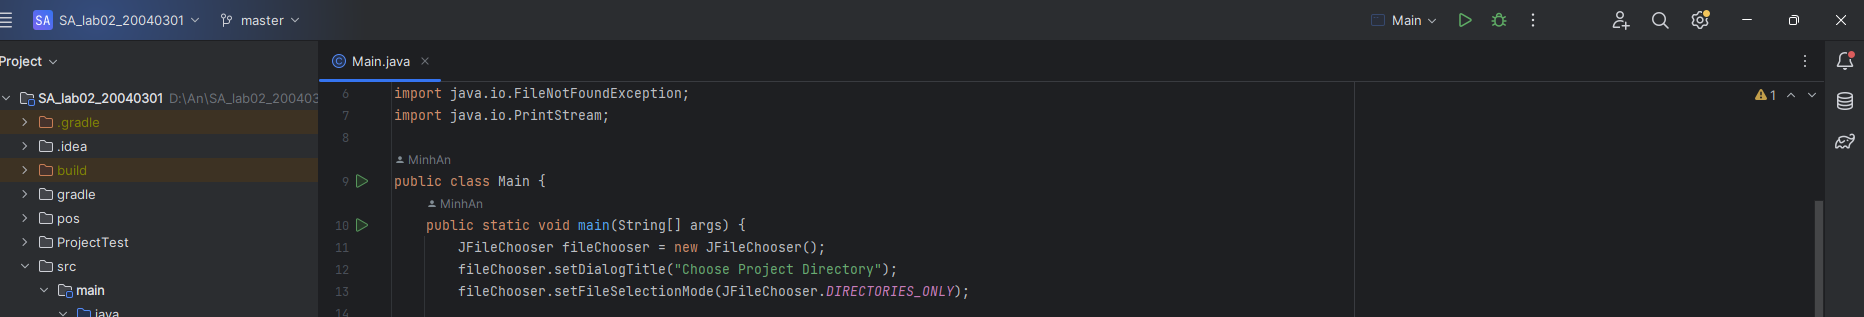 SA SA_lab02_20040301 master Main
Project
Main.java
SA_lab02_20040301 D:\An\SA_lab02_200403
.gradle
.idea
build
gradle
pos
ProjectTest
src
main
java
6 import java.io.FileNotFoundException;
7 import java.io.PrintStream;
8
MinhAn
9 public class Main {
MinhAn
10 public static void main(String[] args) {
11 JFileChooser fileChooser = new JFileChooser();
12 fileChooser.setDialogTitle("Choose Project Directory");
13 fileChooser.setFileSelectionMode(JFileChooser.DIRECTORIES_ONLY);
14
1